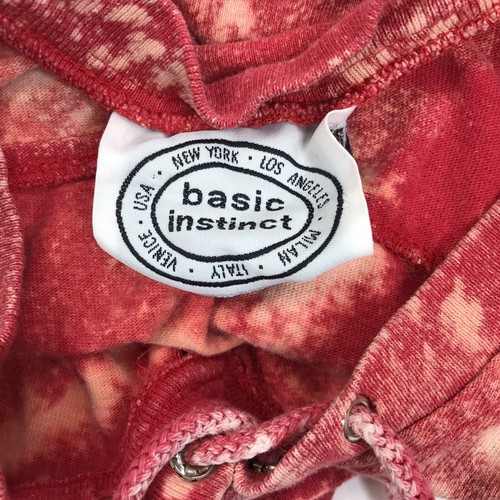 basic
instinct
USA · NEW YORK · LOS ANGELES · MILAN · ITALY · VENICE ·